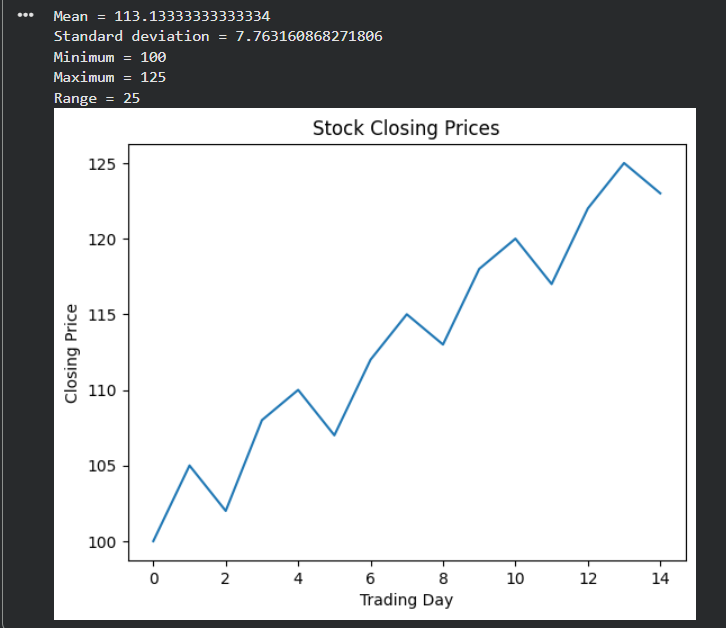 Mean = 113.13333333333334
Standard deviation = 7.763160868271806
Minimum = 100
Maximum = 125
Range = 25
Stock Closing Prices
125
120
115
110
105
100
Closing Price
0 2 4 6 8 10 12 14
Trading Day